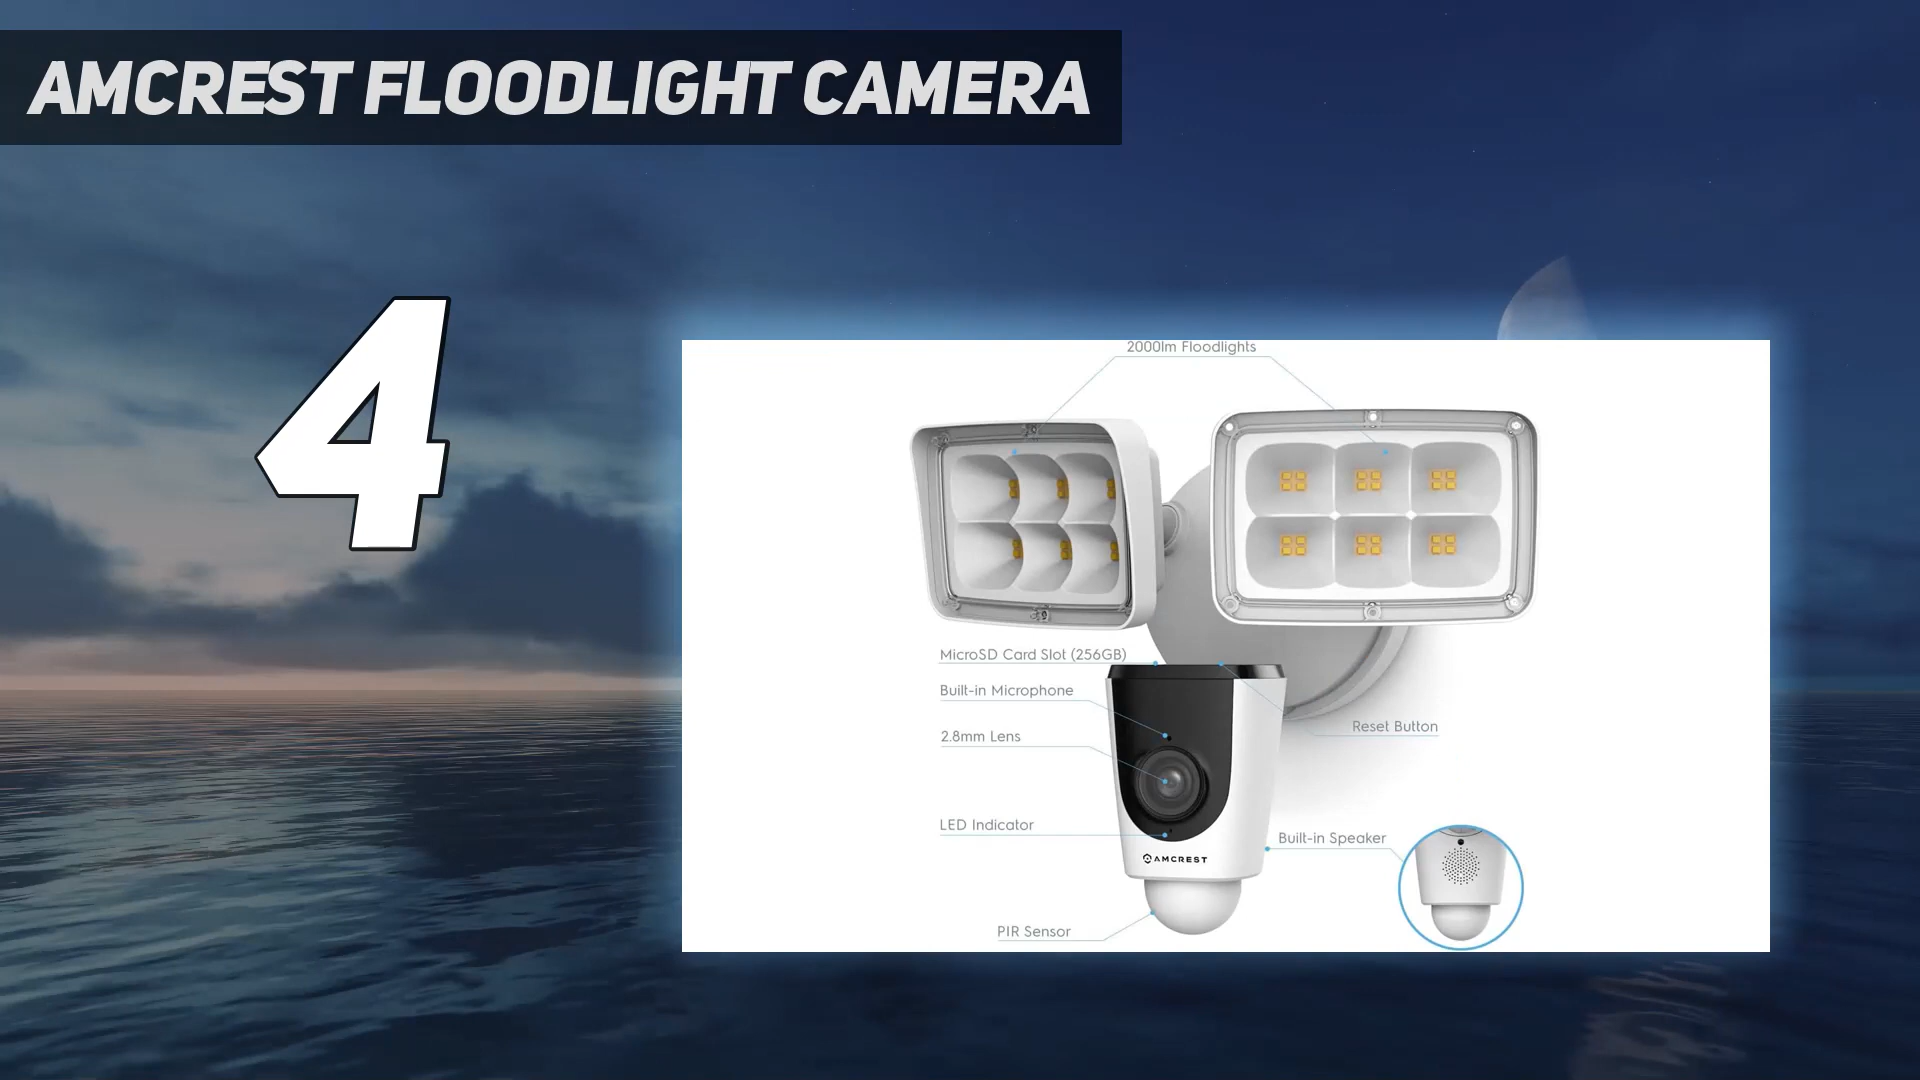 AMCREST FLOODLIGHT CAMERA
4
2000lm Floodlights
MicroSD Card Slot (256GB)
Built-in Microphone
Reset Button
2.8mm Lens
LED Indicator
Built-in Speaker
AMCREST
PIR Sensor